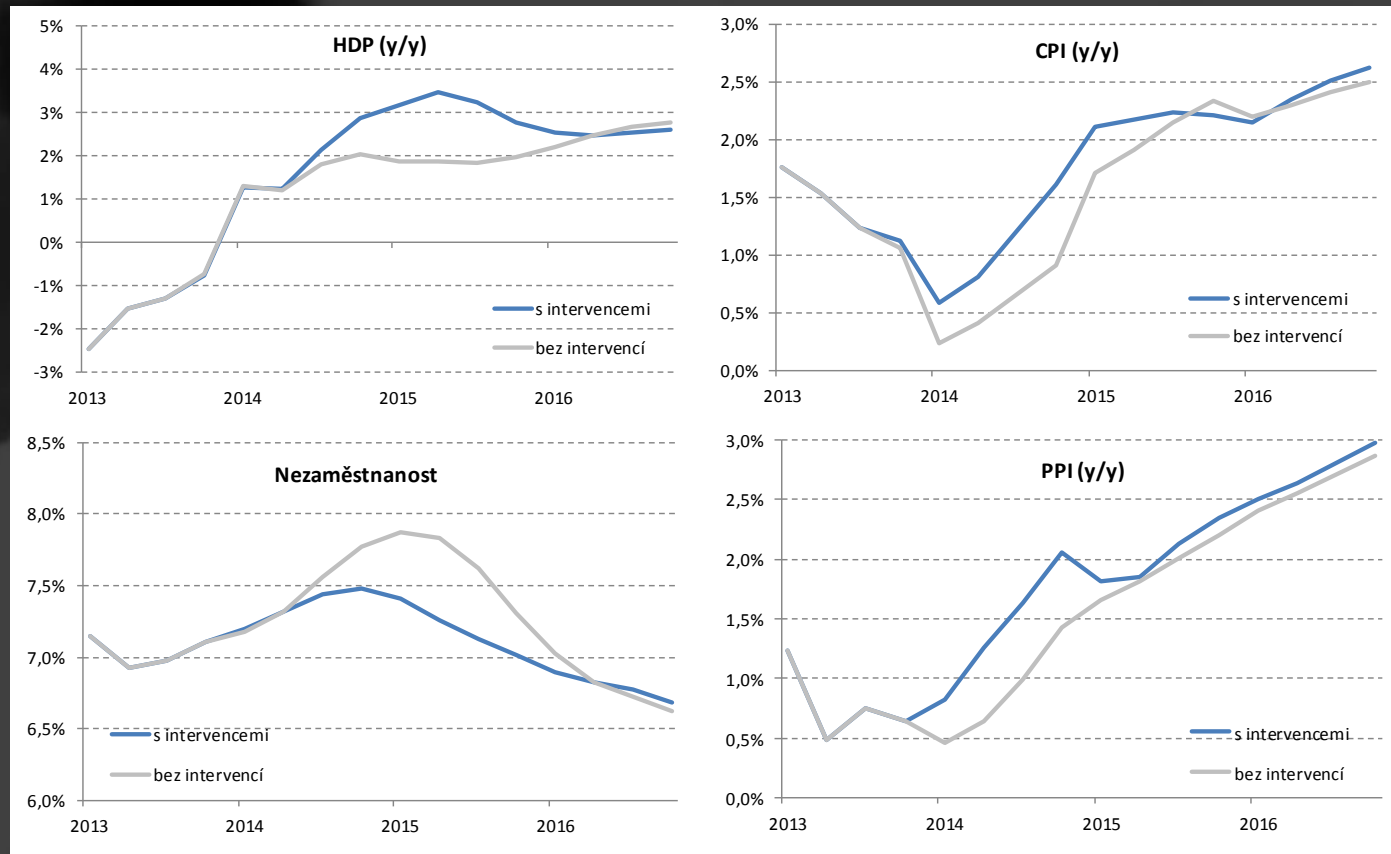 HDP (y/y)
5%
4%
3%
2%
1%
0%
-1%
-2%
-3%
s intervencemi
bez intervencí
2013 2014 2015 2016
CPI (y/y)
3,0%
2,5%
2,0%
1,5%
1,0%
0,5%
0,0%
s intervencemi
bez intervencí
2013 2014 2015 2016
Nezaměstnanost
8,5%
8,0%
7,5%
7,0%
6,5%
6,0%
s intervencemi
bez intervencí
2013 2014 2015 2016
PPI (y/y)
3,0%
2,5%
2,0%
1,5%
1,0%
0,5%
0,0%
s intervencemi
bez intervencí
2013 2014 2015 2016